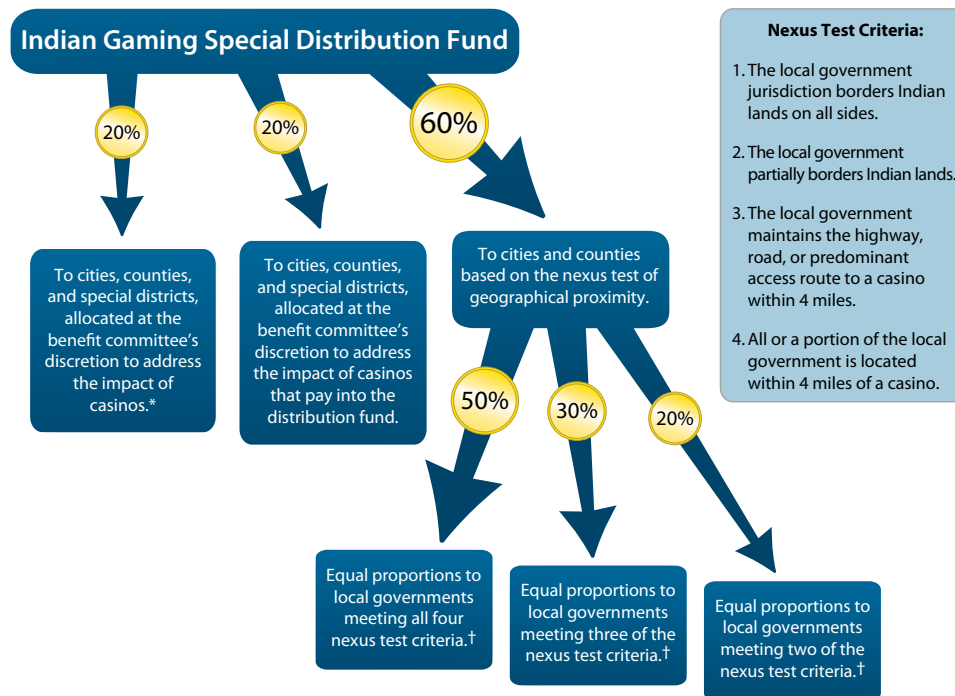 Indian Gaming Special Distribution Fund
20%
20%
60%
To cities, counties,
and special districts,
allocated at the
benefit committee's
discretion to address
the impact of
casinos.*
To cities, counties,
and special districts,
allocated at the
benefit committee's
discretion to address
the impact of casinos
that pay into the
distribution fund.
To cities and counties
based on the nexus test of
geographical proximity.
50%
30%
20%
Equal proportions to
local governments
meeting all four
nexus test criteria.†
Equal proportions to
local governments
meeting three of the
nexus test criteria.†
Equal proportions to
local governments
meeting two of the
nexus test criteria.†
Nexus Test Criteria:
1. The local government
jurisdiction borders Indian
lands on all sides.
2. The local government
partially borders Indian lands.
3. The local government
maintains the highway,
road, or predominant
access route to a casino
within 4 miles.
4. All or a portion of the local
government is located
within 4 miles of a casino.